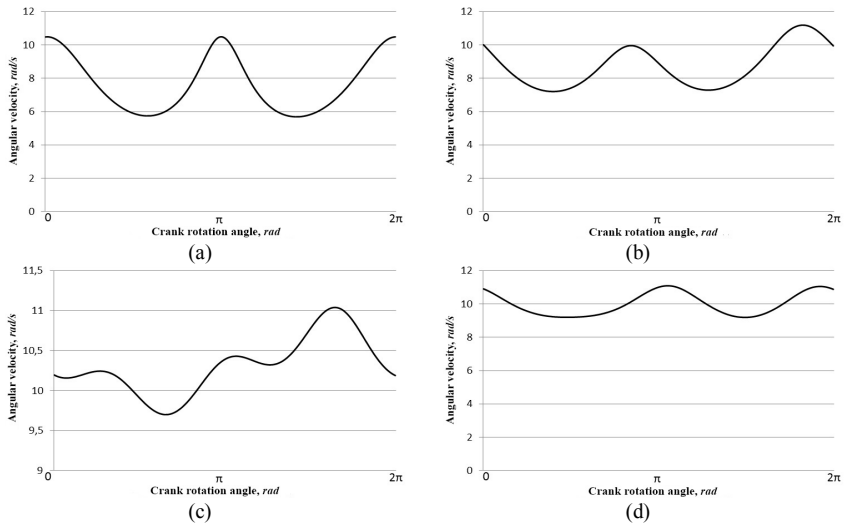 12
10
8
6
4
2
0
Angular velocity, rad/s
0 π 2π
Crank rotation angle, rad
(a)
12
10
8
6
4
2
0
Angular velocity, rad/s
0 π 2π
Crank rotation angle, rad
(b)
11,5
11
10,5
10
9,5
9
Angular velocity, rad/s
0 π 2π
Crank rotation angle, rad
(c)
12
10
8
6
4
2
0
Angular velocity, rad/s
0 π 2π
Crank rotation angle, rad
(d)